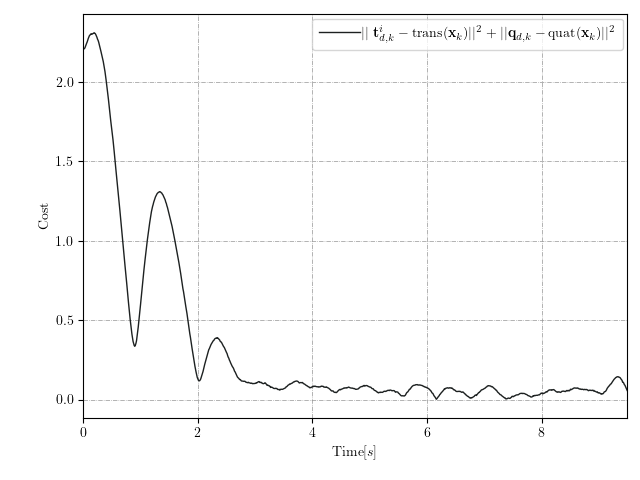 || t^i_{d,k} − trans(x_k)||² + ||q_{d,k} − quat(x_k)||²
2.0
1.5
1.0
0.5
0.0
Cost
0 2 4 6 8
Time[s]